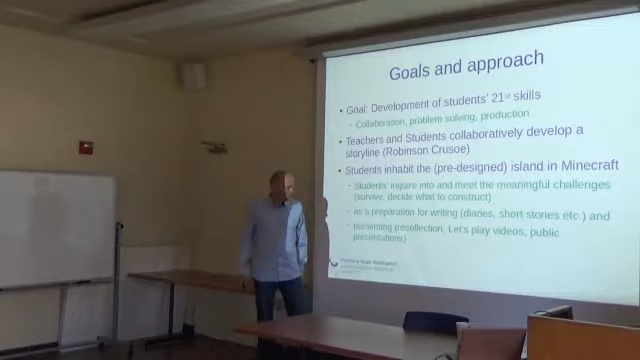 Goals and approach
• Goal: Development of students' 21st skills
– Collaboration, problem solving, production
• Teachers and Students collaboratively develop a
storyline (Robinson Crusoe)
• Students inhabit the (pre-designed) island in Minecraft
– Students inquire into and meet the meaningful challenges
(survive, decide what to construct)
– as a preparation for writing (diaries, short stories etc.) and
– presenting (recollection, Let's play videos, public
presentations)